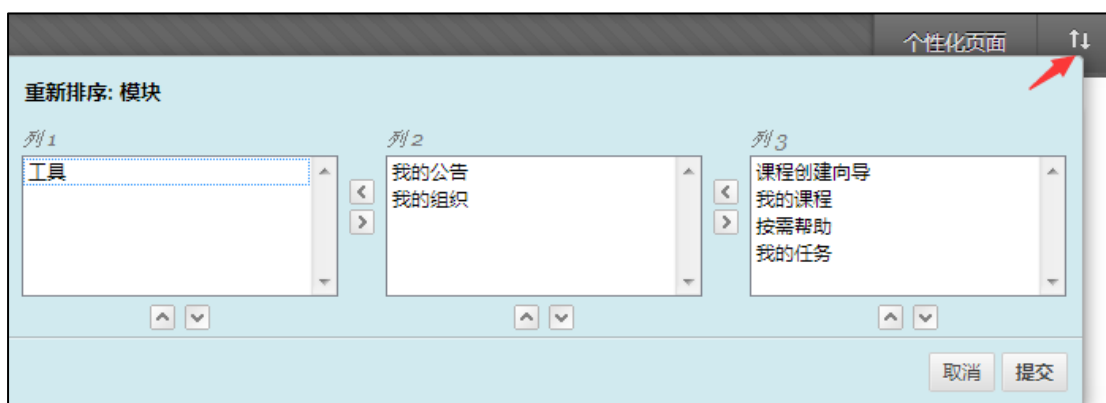 个性化页面
重新排序: 模块
列 1
列 2
列 3
工具
我的公告
我的组织
课程创建向导
我的课程
按需帮助
我的任务
取消
提交